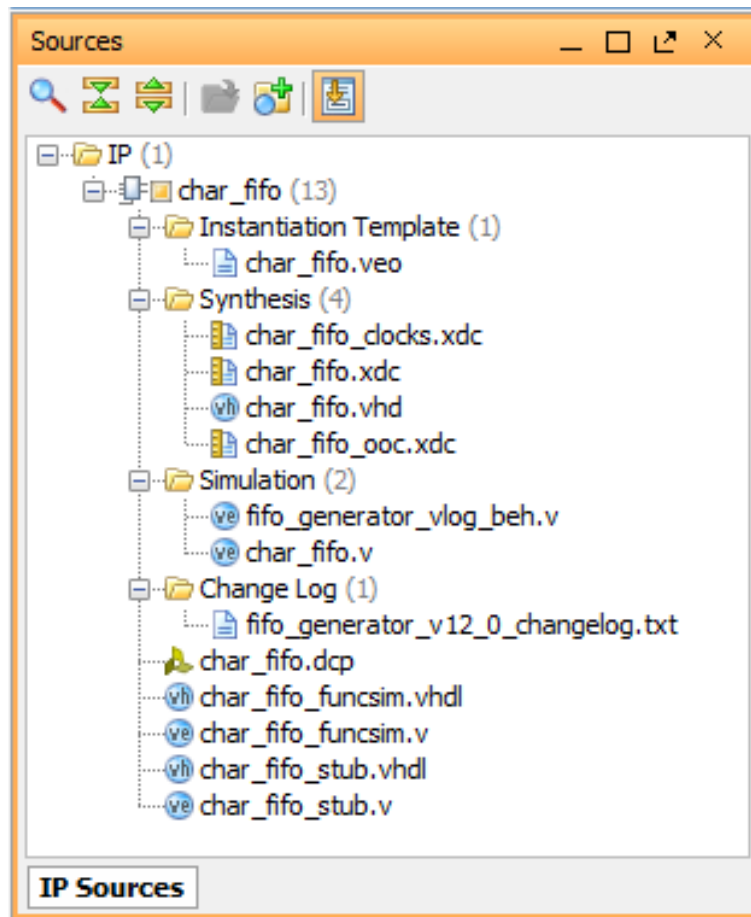 Sources
IP (1)
char_fifo (13)
Instantiation Template (1)
char_fifo.veo
Synthesis (4)
char_fifo_clocks.xdc
char_fifo.xdc
char_fifo.vhd
char_fifo_ooc.xdc
Simulation (2)
fifo_generator_vlog_beh.v
char_fifo.v
Change Log (1)
fifo_generator_v12_0_changelog.txt
char_fifo.dcp
char_fifo_funcsim.vhdl
char_fifo_funcsim.v
char_fifo_stub.vhdl
char_fifo_stub.v
IP Sources